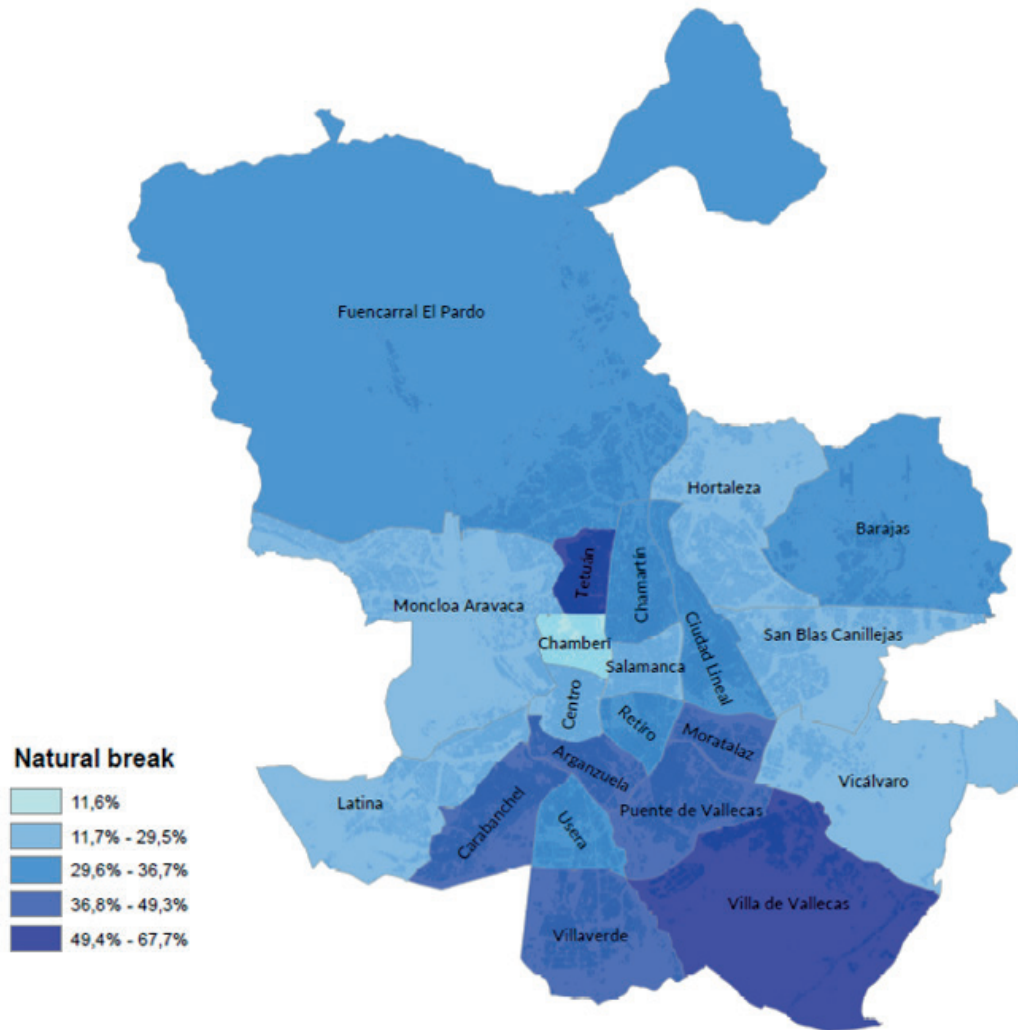 Fuencarral El Pardo
Hortaleza
Barajas
Tetuán
Chamartín
Moncloa Aravaca
Ciudad Lineal
San Blas Canillejas
Chamberí
Salamanca
Centro
Retiro
Moratalaz
Arganzuela
Vicálvaro
Latina
Carabanchel
Usera
Puente de Vallecas
Villa de Vallecas
Villaverde
Natural break
11,6%
11,7% - 29,5%
29,6% - 36,7%
36,8% - 49,3%
49,4% - 67,7%